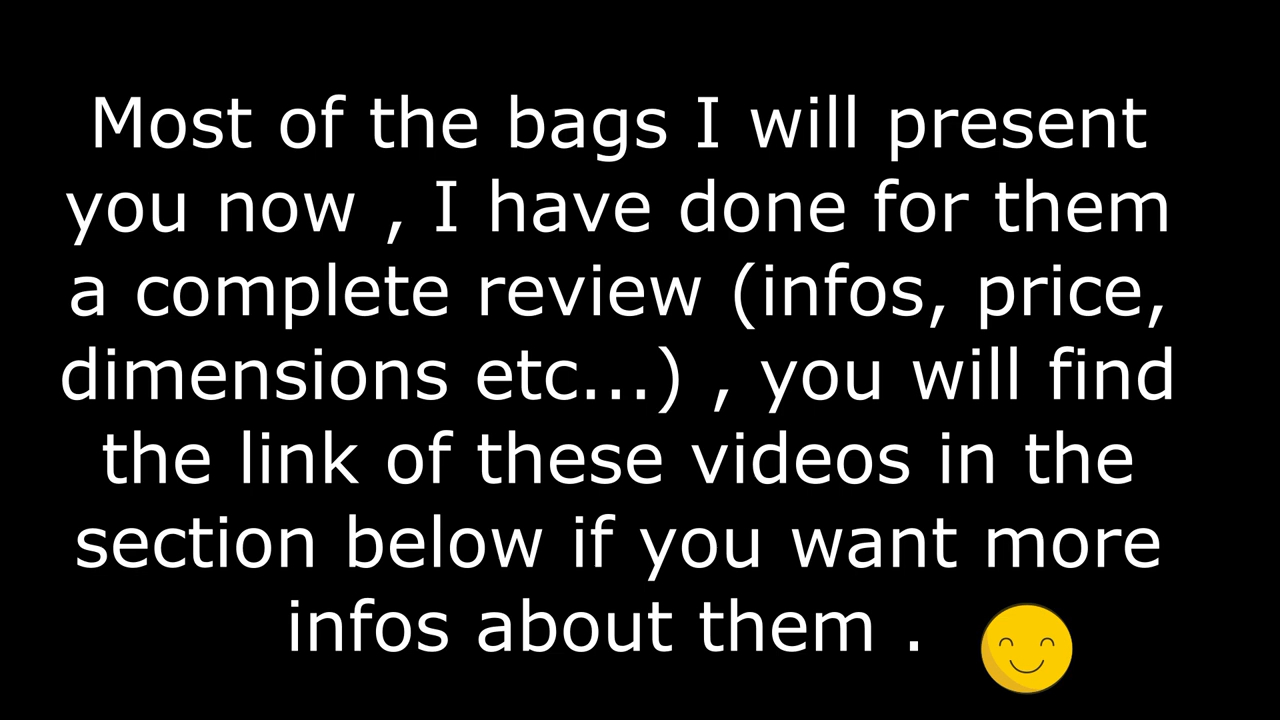 Most of the bags I will present
you now , I have done for them
a complete review (infos, price,
dimensions etc...) , you will find
the link of these videos in the
section below if you want more
infos about them .